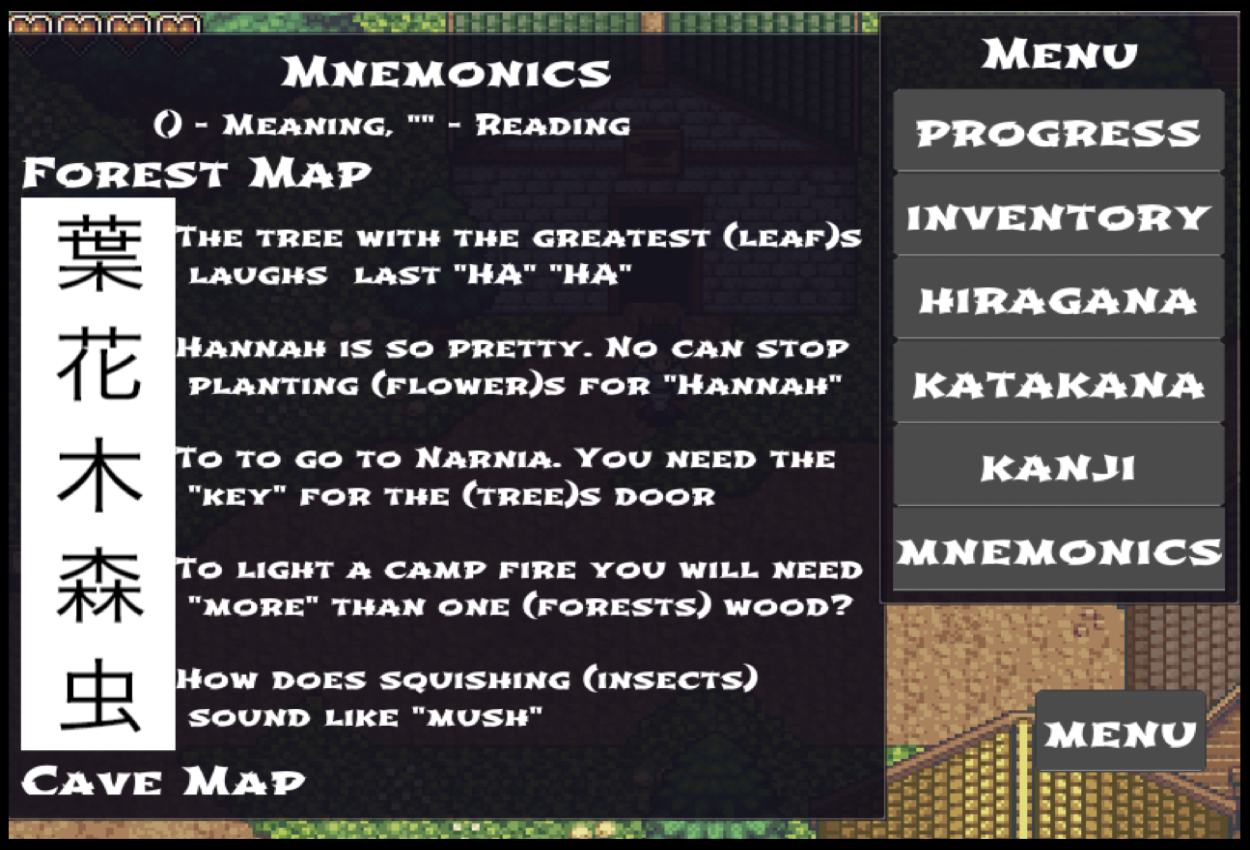 Mnemonics
() - Meaning, "" - Reading
Forest Map
葉
The tree with the greatest (leaf)s
laughs last "ha" "ha"
花
Hannah is so pretty. No can stop
planting (flower)s for "Hannah"
木
To to go to Narnia. You need the
"key" for the (tree)s door
森
To light a camp fire you will need
"more" than one (forests) wood?
虫
How does squishing (insects)
sound like "mush"
Cave Map
Menu
Progress
Inventory
Hiragana
Katakana
Kanji
Mnemonics
Menu